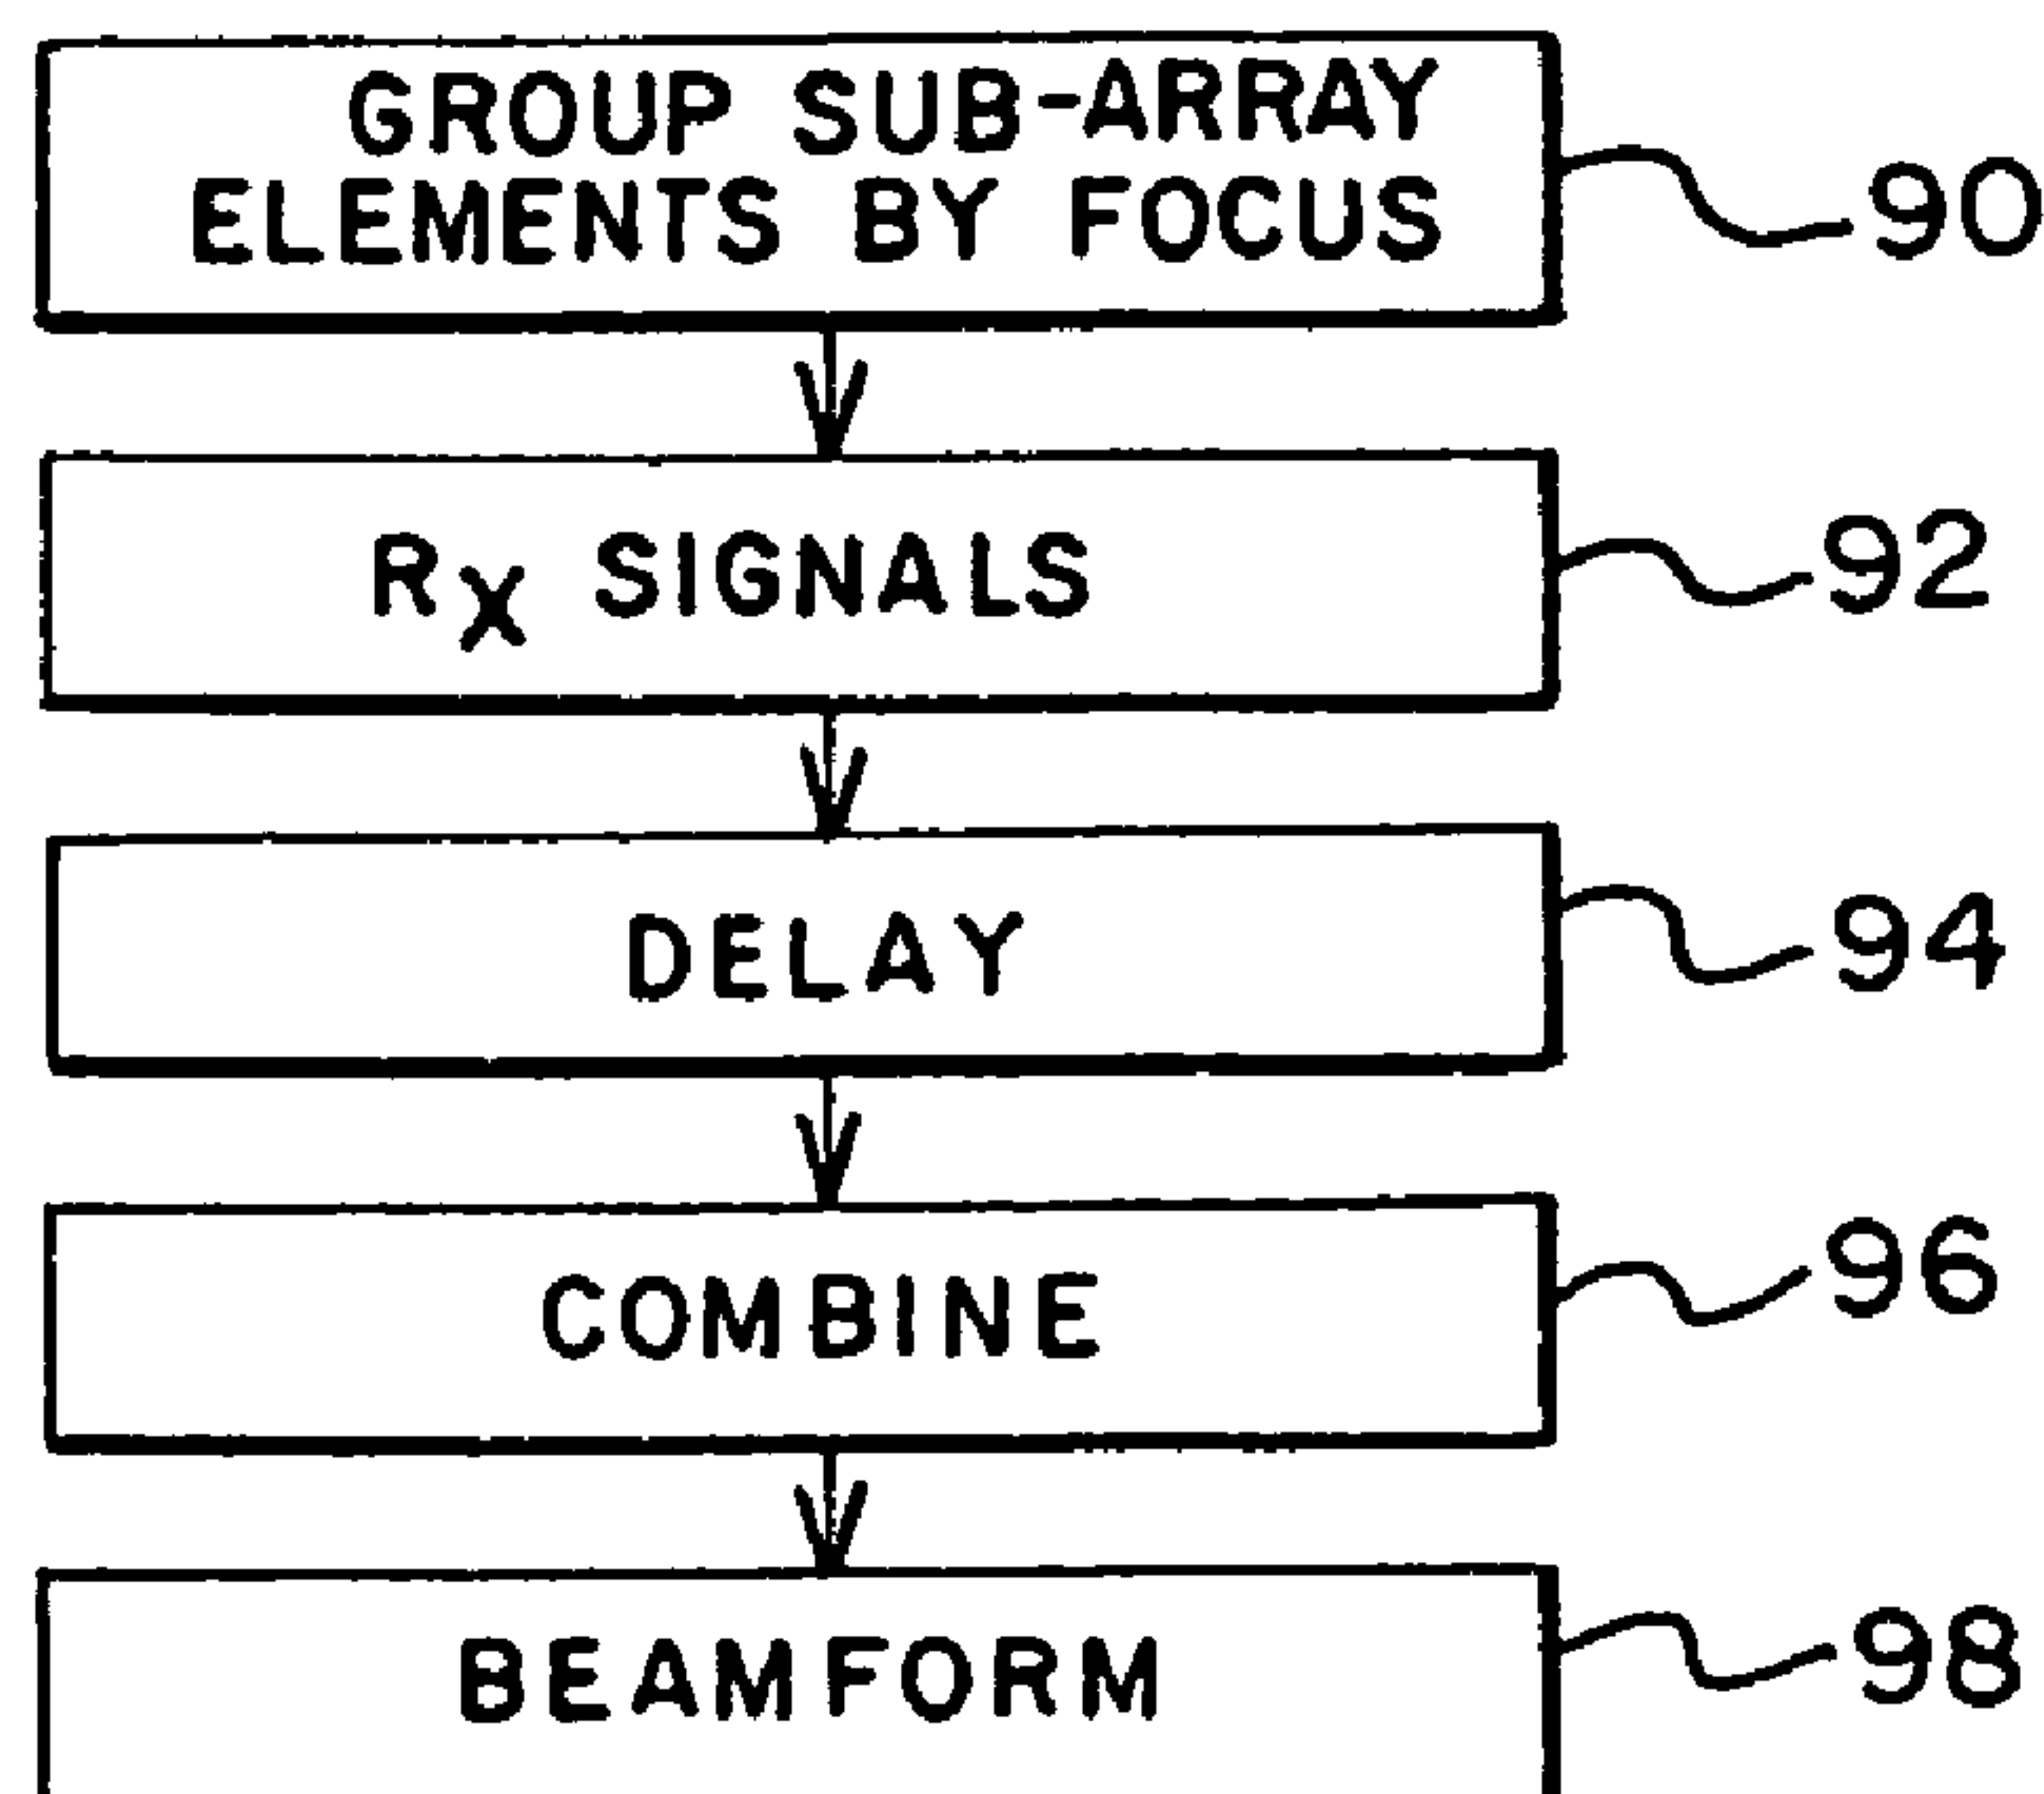 GROUP SUB-ARRAY
ELEMENTS BY FOCUS
90
RX SIGNALS
92
DELAY
94
COMBINE
96
BEAMFORM
98